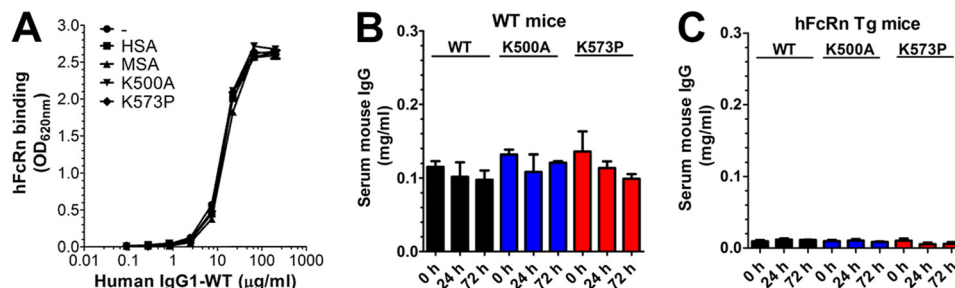 A
-
HSA
MSA
K500A
K573P
hFcRn binding
(OD620nm)
3.0
2.5
2.0
1.5
1.0
0.5
0.0
0.01
0.1
1
10
100
1000
Human IgG1-WT (μg/ml)
B
WT mice
WT K500A K573P
Serum mouse IgG
(mg/ml)
0.3
0.2
0.1
0.0
0 h
24 h
72 h
0 h
24 h
72 h
0 h
24 h
72 h
C
hFcRn Tg mice
WT K500A K573P
Serum mouse IgG
(mg/ml)
0.3
0.2
0.1
0.0
0 h
24 h
72 h
0 h
24 h
72 h
0 h
24 h
72 h